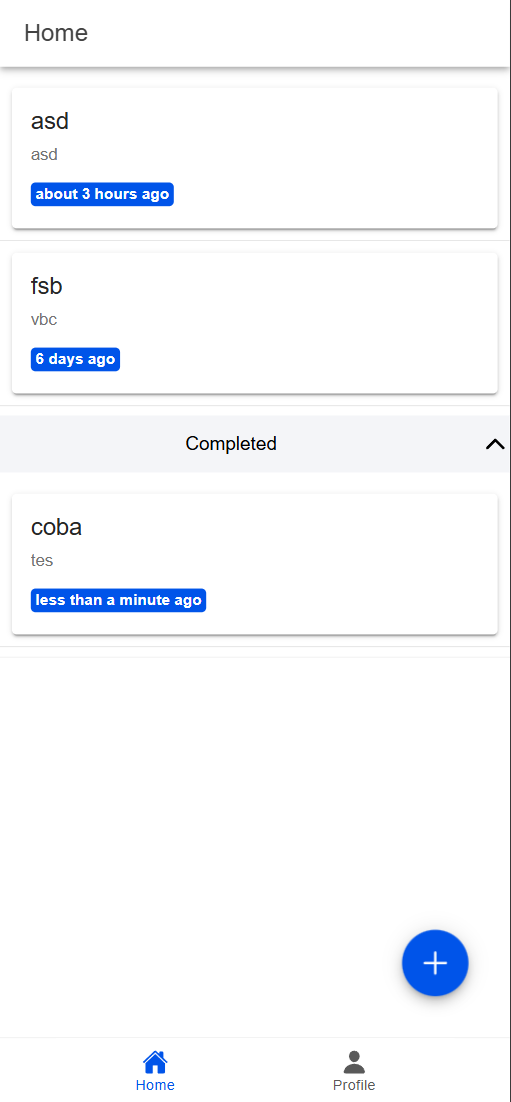 Home
asd
asd
about 3 hours ago
fsb
vbc
6 days ago
Completed
coba
tes
less than a minute ago
Home
Profile